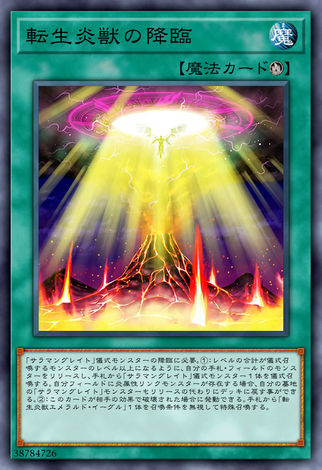 転生炎獣の降臨
魔
【魔法カード】
「サラマングレイト」儀式モンスターの降臨に必要。①:レベルの合計が儀式召
喚するモンスターのレベル以上になるように、自分の手札・フィールドのモンス
ターをリリースし、手札から「サラマングレイト」儀式モンスター1体を儀式召
喚する。自分フィールドに炎属性リンクモンスターが存在する場合、自分の墓地
の「サラマングレイト」モンスターもリリースの代わりにデッキに戻す事ができ
る。②:このカードが相手の効果で破壊された場合に発動できる。手札から「転
生炎獣エメラルド・イーグル」1体を召喚条件を無視して特殊召喚する。
38784726